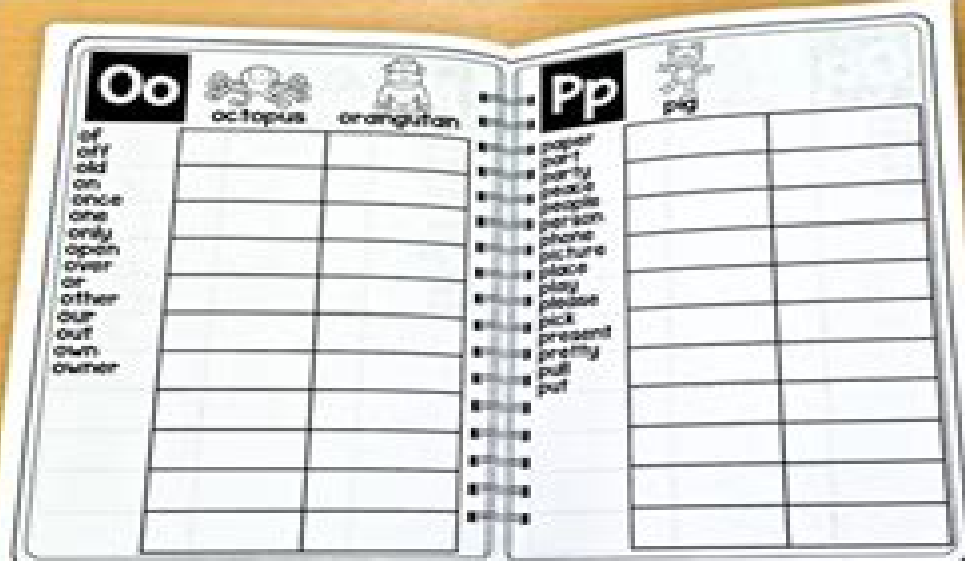 Oo
octopus orangutan
of
off
old
on
once
one
only
open
over
or
other
our
out
own
owner
Pp
pig
paper
part
party
peace
people
person
phone
picture
place
play
please
pick
present
pretty
pull
put